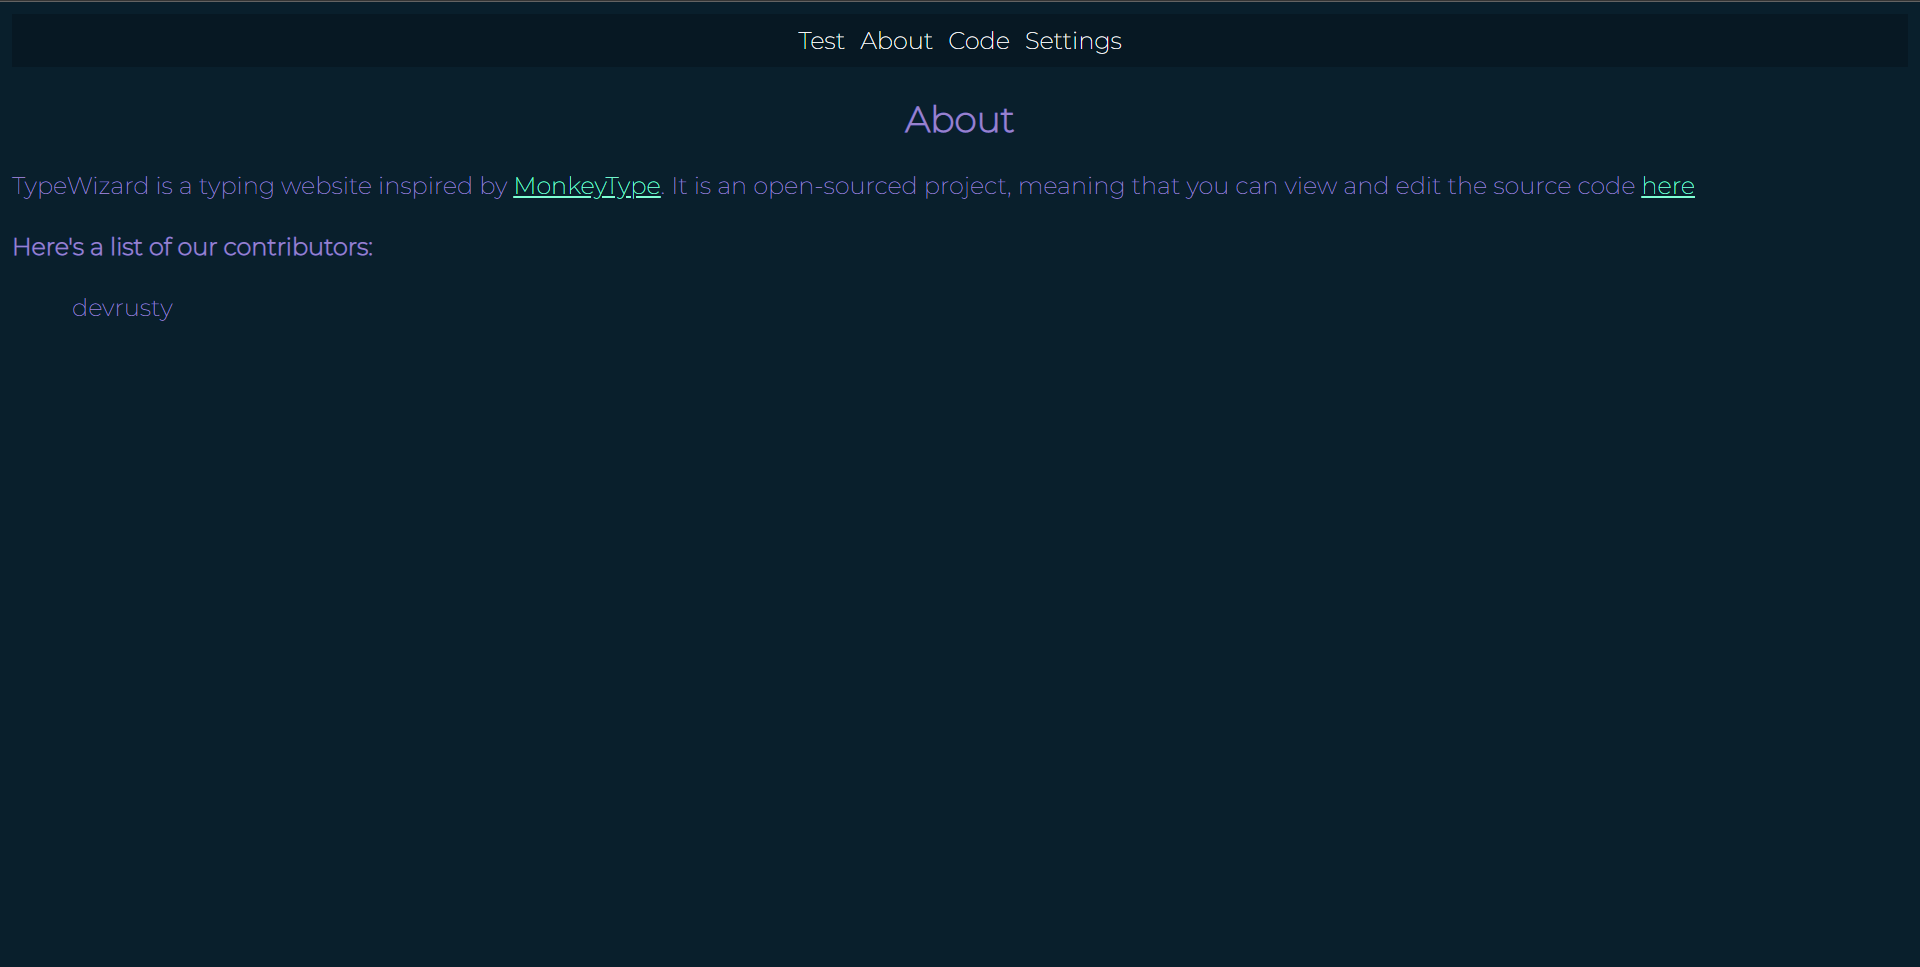 Test About Code Settings
About
TypeWizard is a typing website inspired by MonkeyType. It is an open-sourced project, meaning that you can view and edit the source code here
Here's a list of our contributors:
devrusty